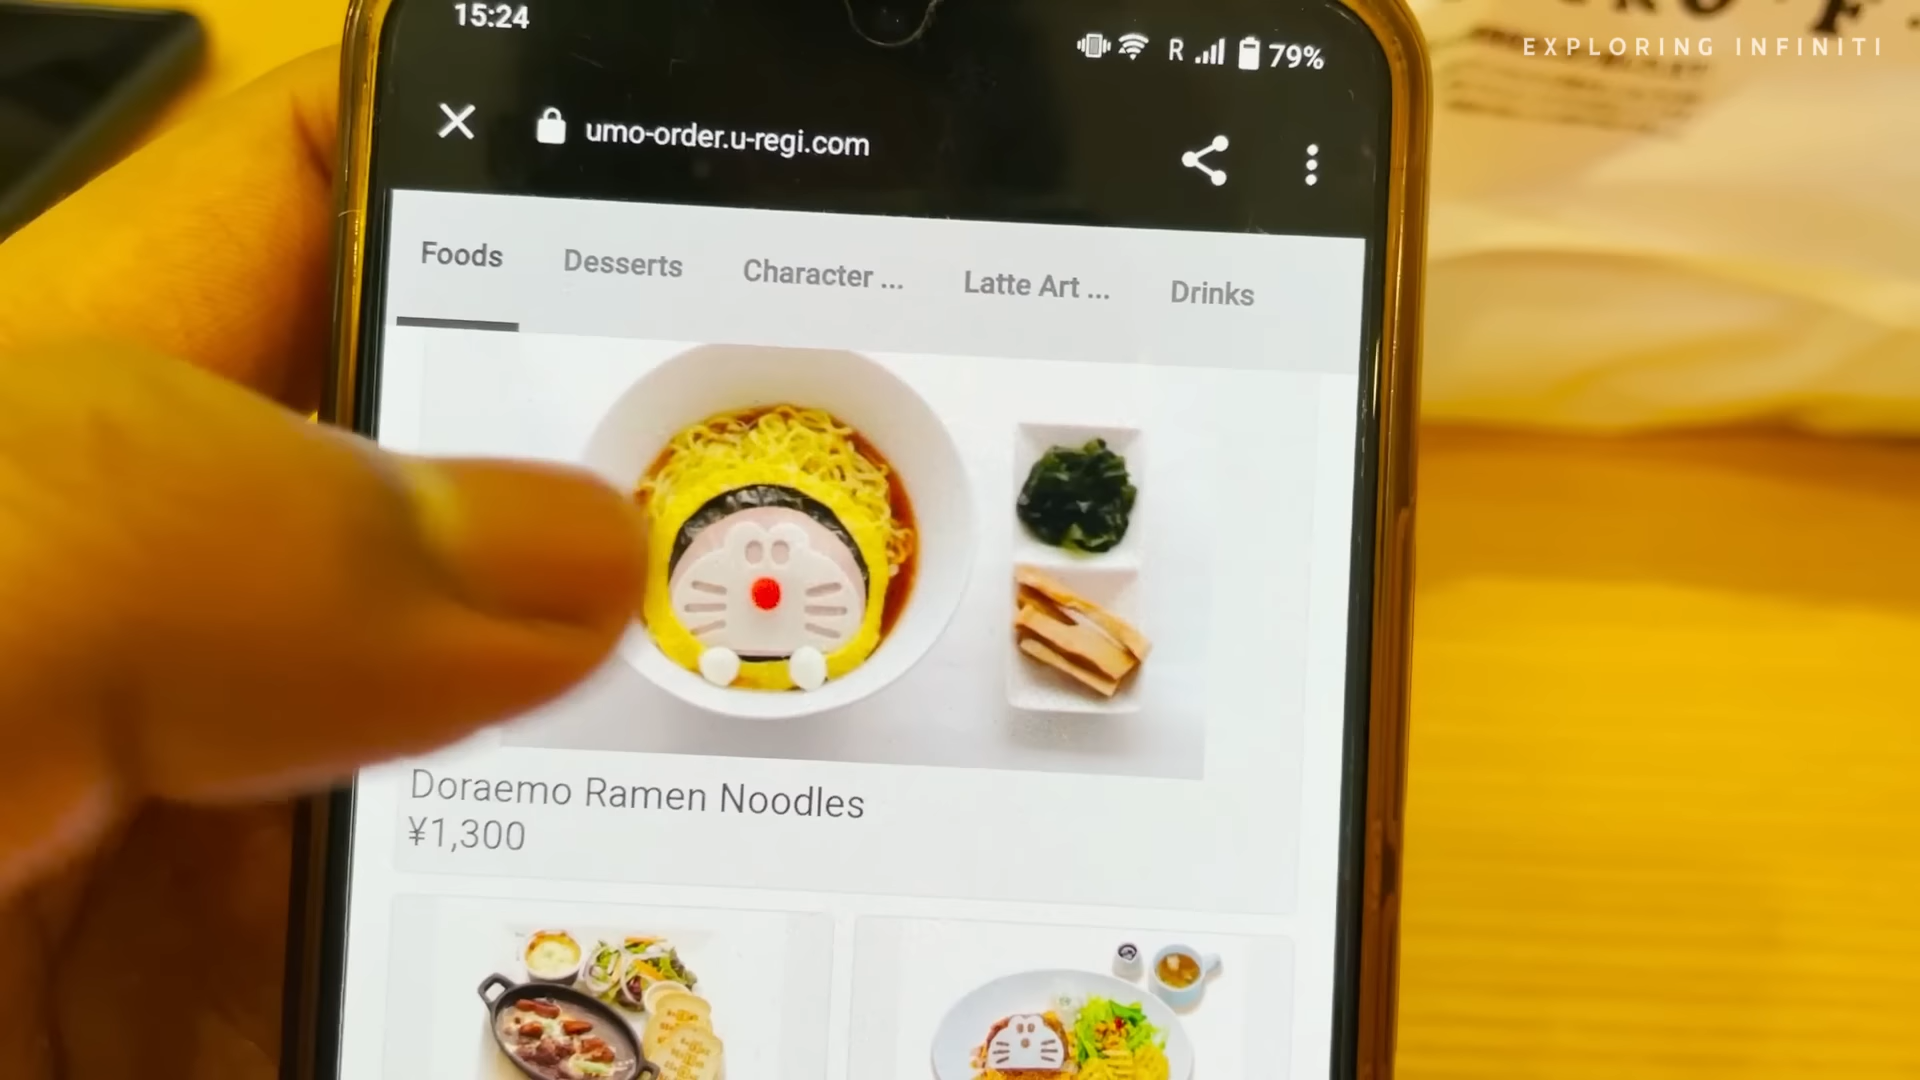 15:24
R
79%
EXPLORING INFINITI
umo-order.u-regi.com
Foods
Desserts
Character ...
Latte Art ...
Drinks
Doraemo Ramen Noodles
¥1,300